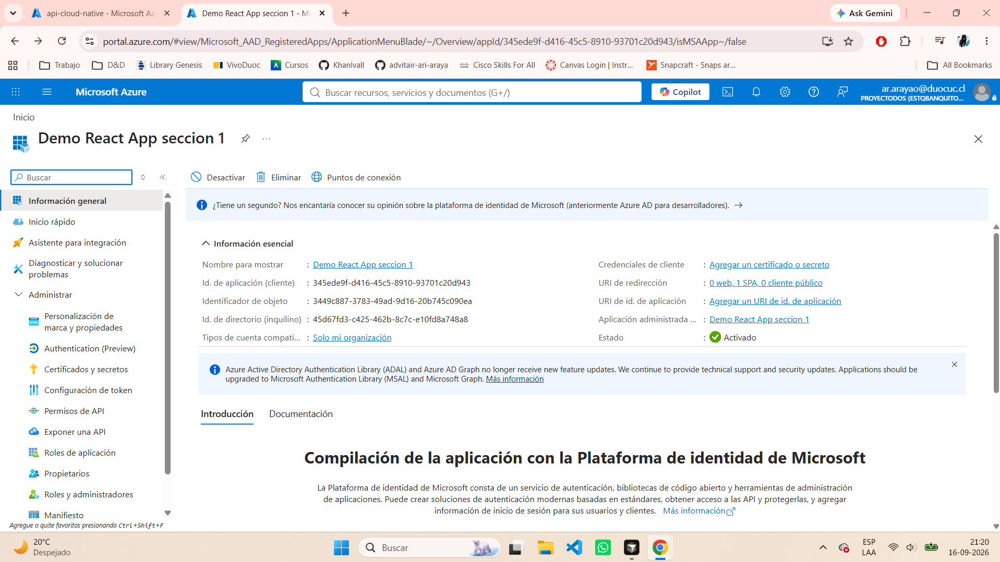 api-cloud-native - Microsoft Az
Demo React App seccion 1 - Mi
Ask Gemini
portal.azure.com/#view/Microsoft_AAD_RegisteredApps/ApplicationMenuBlade/~/Overview/appId/345ede9f-d416-45c5-8910-93701c20d943/isMSAApp~/false
Trabajo
D&D
Library Genesis
VivoDuoc
Cursos
Khanlvall
advitair-ari-araya
Cisco Skills For All
Canvas Login | Instr...
Snapcraft - Snaps ar...
All Bookmarks
Microsoft Azure
Buscar recursos, servicios y documentos (G+/)
Copilot
ar.arayao@duocuc.cl
PROYECTODOS (ESTQBANQUITO...
Inicio
Demo React App seccion 1
...
Buscar
Desactivar
Eliminar
Puntos de conexión
Información general
Inicio rápido
Asistente para integración
Diagnosticar y solucionar
problemas
Administrar
Personalización de
marca y propiedades
Authentication (Preview)
Certificados y secretos
Configuración de token
Permisos de API
Exponer una API
Roles de aplicación
Propietarios
Roles y administradores
Manifiesto
Agregue o quite favoritos presionando Ctrl+Shift+F
¿Tiene un segundo? Nos encantaría conocer su opinión sobre la plataforma de identidad de Microsoft (anteriormente Azure AD para desarrolladores).
Información esencial
Nombre para mostrar : Demo React App seccion 1
Id. de aplicación (cliente) : 345ede9f-d416-45c5-8910-93701c20d943
Identificador de objeto : 3449c887-3783-49ad-9d16-20b745c090ea
Id. de directorio (inquilino) : 45d67fd3-c425-462b-8c7c-e10fd8a748a8
Tipos de cuenta compati... : Solo mi organización
Credenciales de cliente : Agregar un certificado o secreto
URI de redirección : 0 web, 1 SPA, 0 cliente público
URI de id. de aplicación : Agregar un URI de id. de aplicación
Aplicación administrada ... : Demo React App seccion 1
Estado : Activado
Azure Active Directory Authentication Library (ADAL) and Azure AD Graph no longer receive new feature updates. We continue to provide technical support and security updates. Applications should be
upgraded to Microsoft Authentication Library (MSAL) and Microsoft Graph. Más información
Introducción
Documentación
Compilación de la aplicación con la Plataforma de identidad de Microsoft
La Plataforma de identidad de Microsoft consta de un servicio de autenticación, bibliotecas de código abierto y herramientas de administración
de aplicaciones. Puede crear soluciones de autenticación modernas basadas en estándares, obtener acceso a las API y protegerlas, y agregar
información de inicio de sesión para sus usuarios y clientes. Más información
20°C
Despejado
Buscar
ESP
LAA
21:20
16-09-2026